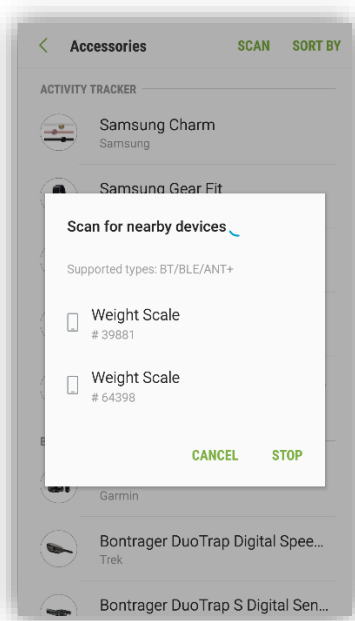 Accessories
SCAN
SORT BY
ACTIVITY TRACKER
Samsung Charm
Samsung
Samsung Gear Fit
Scan for nearby devices
Supported types: BT/BLE/ANT+
Weight Scale
# 39881
Weight Scale
# 64398
CANCEL
STOP
B
Garmin
Bontrager DuoTrap Digital Spee...
Trek
Bontrager DuoTrap S Digital Sen...